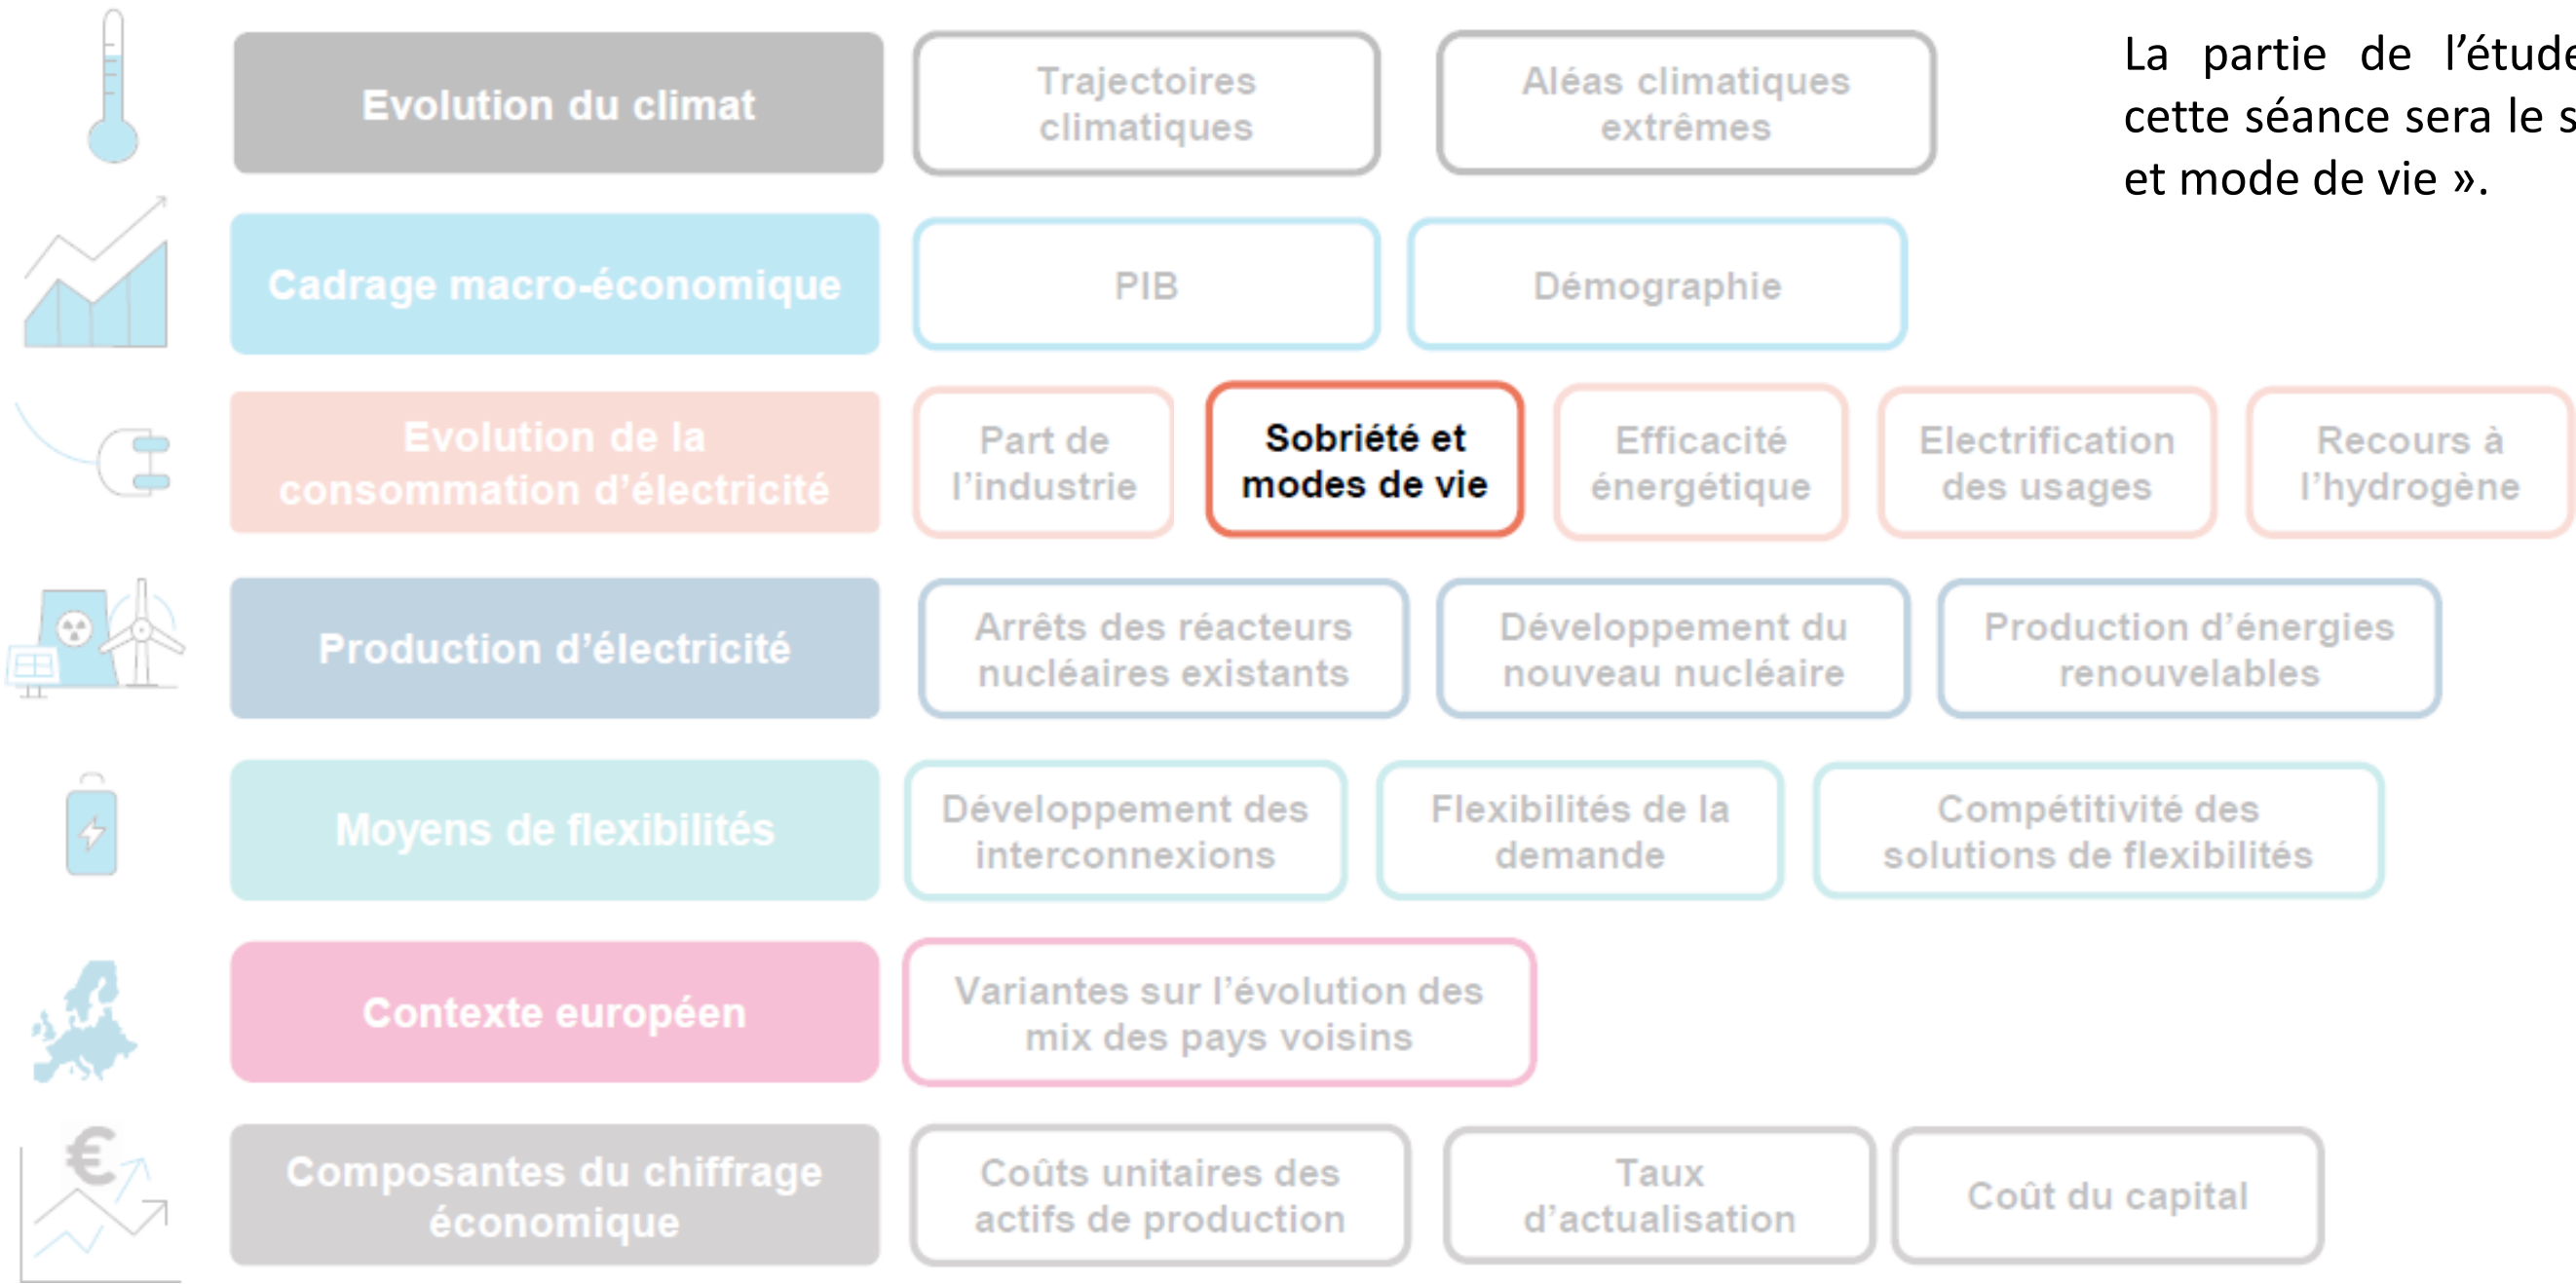 La partie de l'étude
cette séance sera le
et mode de vie ».
Evolution du climat
Trajectoires
climatiques
Aléas climatiques
extrêmes
Cadrage macro-économique
PIB
Démographie
Evolution de la
consommation d'électricité
Part de
l'industrie
Sobriété et
modes de vie
Efficacité
énergétique
Electrification
des usages
Recours à
l'hydrogène
Production d'électricité
Arrêts des réacteurs
nucléaires existants
Développement du
nouveau nucléaire
Production d'énergies
renouvelables
Moyens de flexibilités
Développement des
interconnexions
Flexibilités de la
demande
Compétitivité des
solutions de flexibilités
Contexte européen
Variantes sur l'évolution des
mix des pays voisins
€
Composantes du chiffrage
économique
Coûts unitaires des
actifs de production
Taux
d'actualisation
Coût du capital